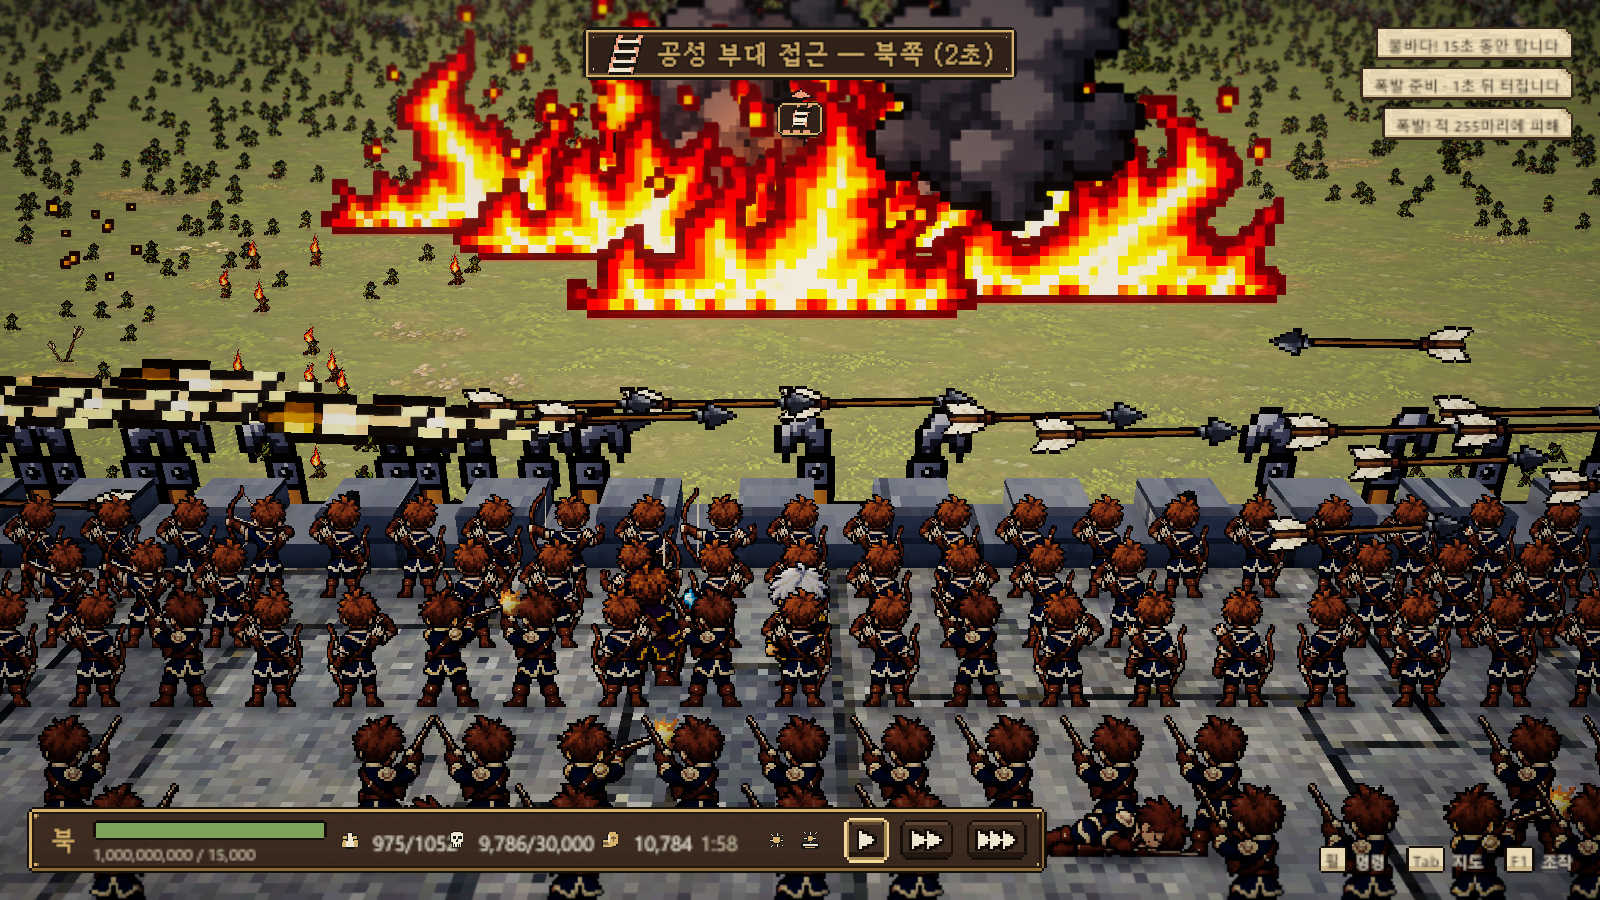 공성 부대 접근 — 북쪽 (2초)
불바다! 15초 동안 탑니다
폭발 준비 - 1초 뒤 터집니다
폭발! 적 255마리에 피해
북
1,000,000,000 / 15,000
975/1052
9,786/30,000
10,784
1:58
휠 명령
Tab 지도
F1 조작